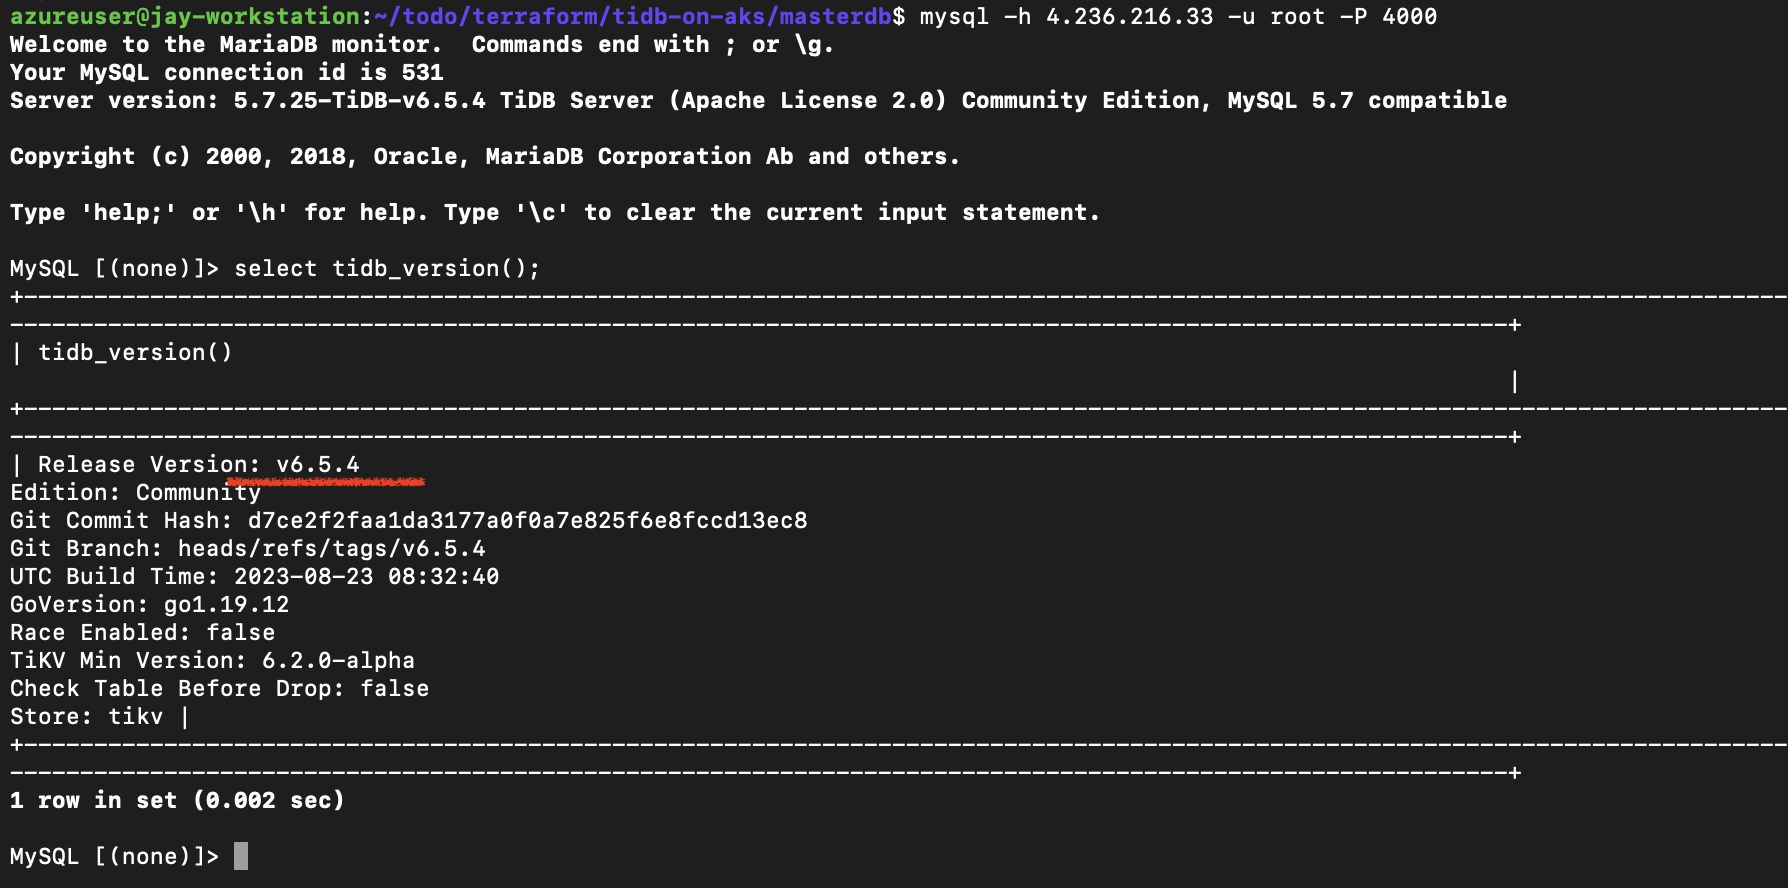 azureuser@jay-workstation:~/todo/terraform/tidb-on-aks/masterdb$ mysql -h 4.236.216.33 -u root -P 4000
Welcome to the MariaDB monitor.  Commands end with ; or \g.
Your MySQL connection id is 531
Server version: 5.7.25-TiDB-v6.5.4 TiDB Server (Apache License 2.0) Community Edition, MySQL 5.7 compatible
Copyright (c) 2000, 2018, Oracle, MariaDB Corporation Ab and others.
Type 'help;' or '\h' for help. Type '\c' to clear the current input statement.
MySQL [(none)]> select tidb_version();
+------------------------------------------------------------------------------------------------------------------------------
-----------------------------------------------------------------------------------------------------------+
| tidb_version()
|
+------------------------------------------------------------------------------------------------------------------------------
-----------------------------------------------------------------------------------------------------------+
| Release Version: v6.5.4
Edition: Community
Git Commit Hash: d7ce2f2faa1da3177a0f0a7e825f6e8fccd13ec8
Git Branch: heads/refs/tags/v6.5.4
UTC Build Time: 2023-08-23 08:32:40
GoVersion: go1.19.12
Race Enabled: false
TiKV Min Version: 6.2.0-alpha
Check Table Before Drop: false
Store: tikv |
+------------------------------------------------------------------------------------------------------------------------------
-----------------------------------------------------------------------------------------------------------+
1 row in set (0.002 sec)
MySQL [(none)]>